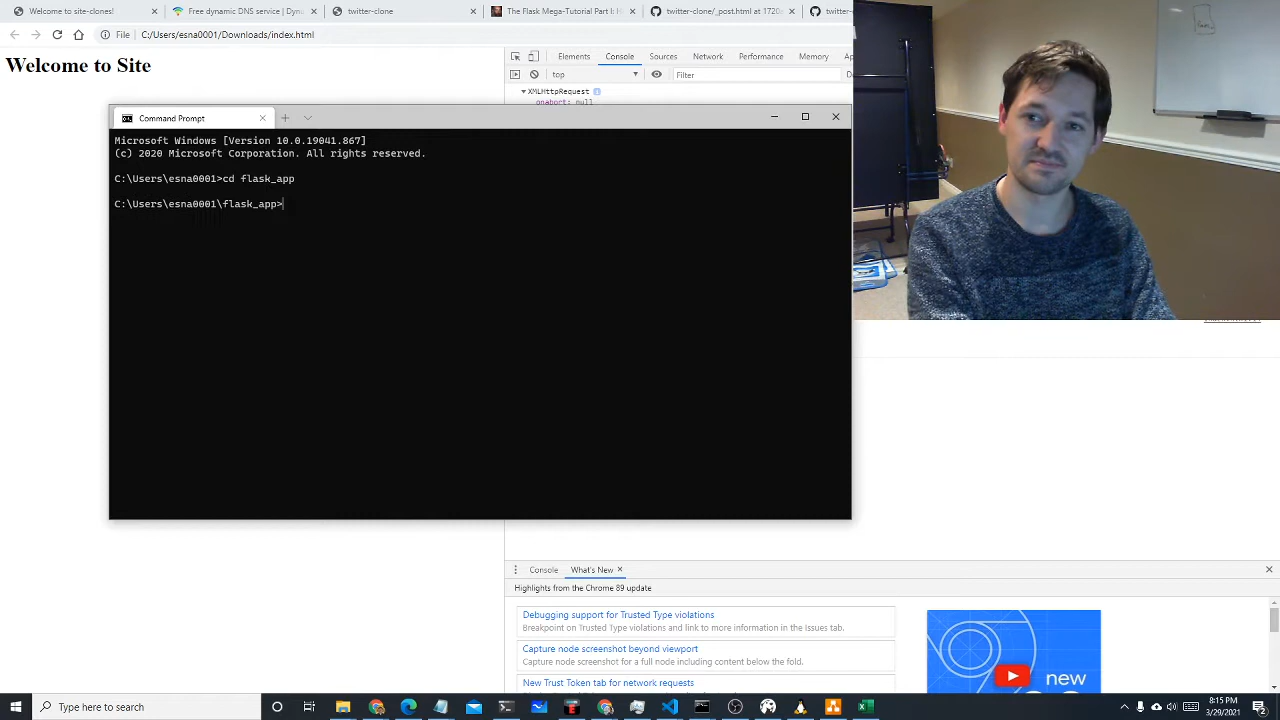 Welcome to site-clones!
Free dynamic DNS service | Dyna
twitter-clone
The Flask Mega-Tutorial Part I: H
twitter-clone/_post.html at 1720a
twitter-
File
C:/Users/esna0001/Downloads/index.html
Welcome to Site
Elements
Console
Sources
Network
Performance
Memory
top
Filter
XMLHttpRequest
onabort: null
Command Prompt
Microsoft Windows [Version 10.0.19041.867]
(c) 2020 Microsoft Corporation. All rights reserved.
C:\Users\esna0001>cd flask_app
C:\Users\esna0001\flask_app>
Console
What's New
Highlights from the Chrome 89 update
Debugging support for Trusted Type violations
Breakpoint on Trusted Type violations and link to more information in the Issues tab.
Capture node screenshot beyond viewport
Capture node screenshot for a full node including content below the fold.
New Trust Token tab for network requests
new
Type here to search
8:15 PM
3/29/2021